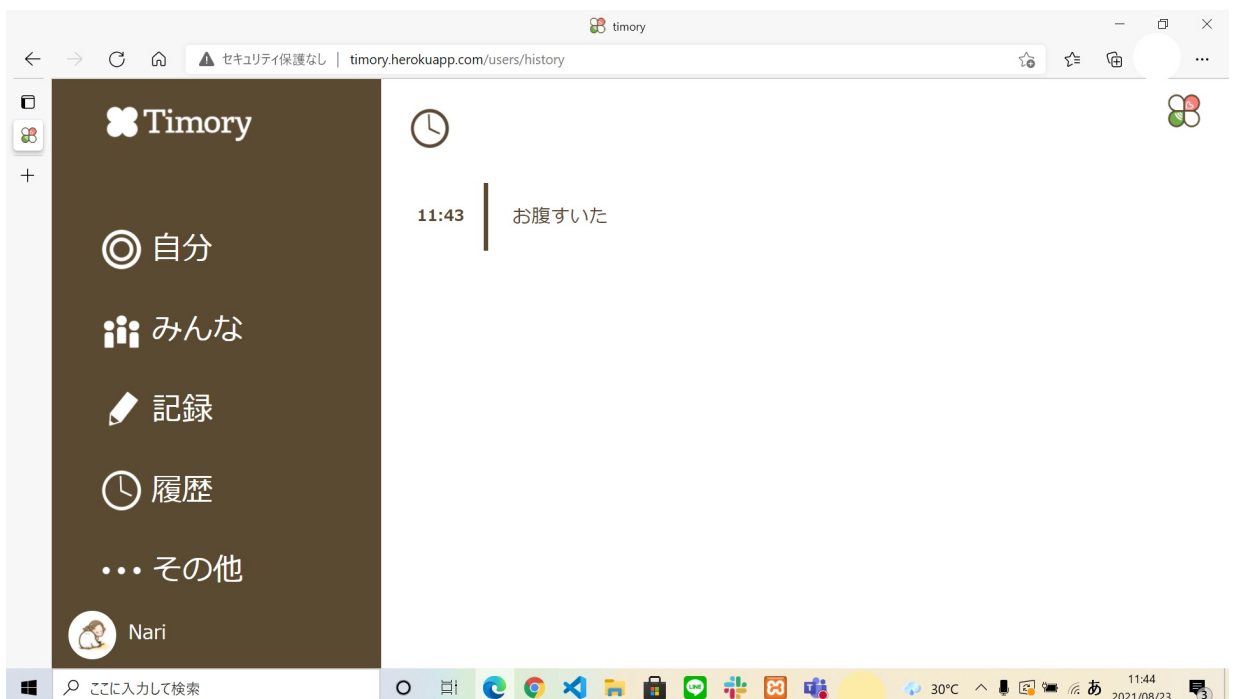 timory
セキュリティ保護なし | timory.herokuapp.com/users/history
Timory
自分
みんな
記録
履歴
その他
Nari
11:43 お腹すいた
ここに入力して検索
30°C
あ
11:44
2021/08/23
3